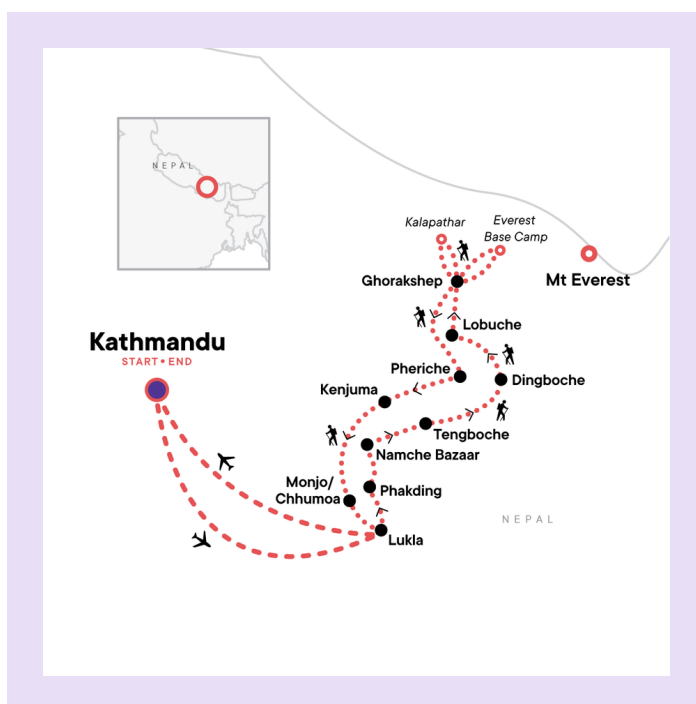 NEPAL
Kalapathar
Everest
Base Camp
Ghorakshep
Mt Everest
Lobuche
Kathmandu
START • END
Pheriche
Dingboche
Kenjuma
Tengboche
Namche Bazaar
Monjo/
Chhumoa
Phakding
NEPAL
Lukla